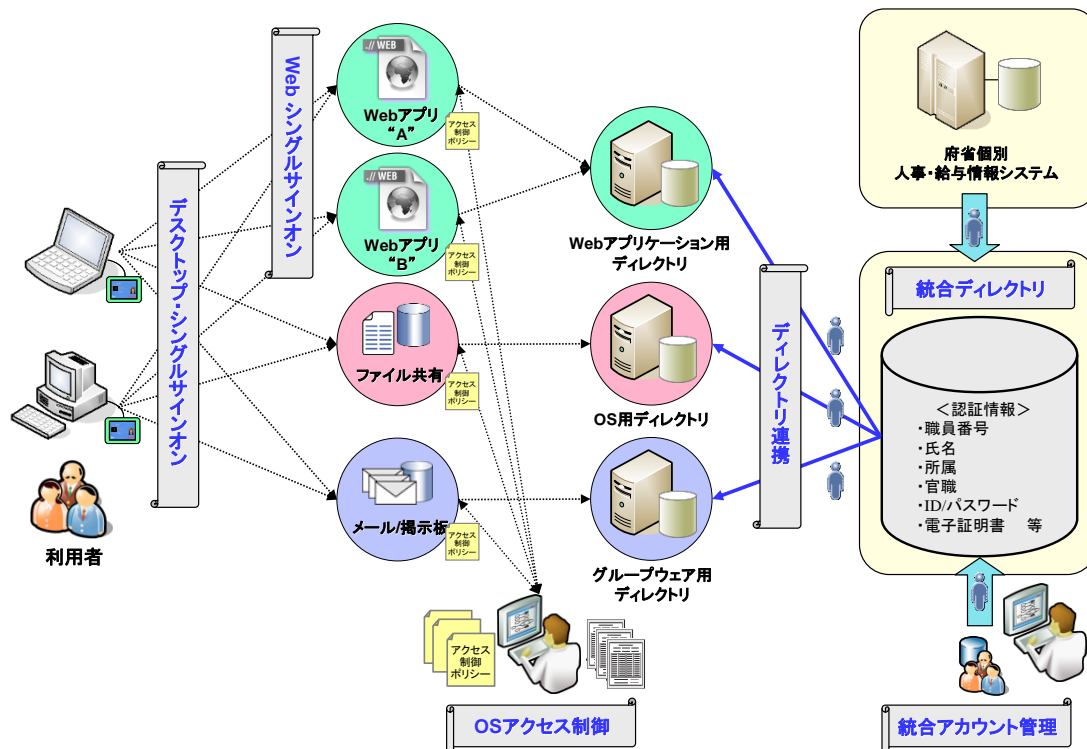 Web シングルサインオン
デスクトップ・シングルサインオン
利用者
.// WEB
Webアプリ
“A”
アクセス
制御
ポリシー
.// WEB
Webアプリ
“B”
アクセス
制御
ポリシー
ファイル共有
アクセス
制御
ポリシー
メール/掲示板
アクセス
制御
ポリシー
Webアプリケーション用
ディレクトリ
OS用ディレクトリ
グループウェア用
ディレクトリ
ディレクトリ連携
府省個別
人事・給与情報システム
統合ディレクトリ
＜認証情報＞
・職員番号
・氏名
・所属
・官職
・ID/パスワード
・電子証明書　等
アクセス
制御
ポリシー
OSアクセス制御
統合アカウント管理